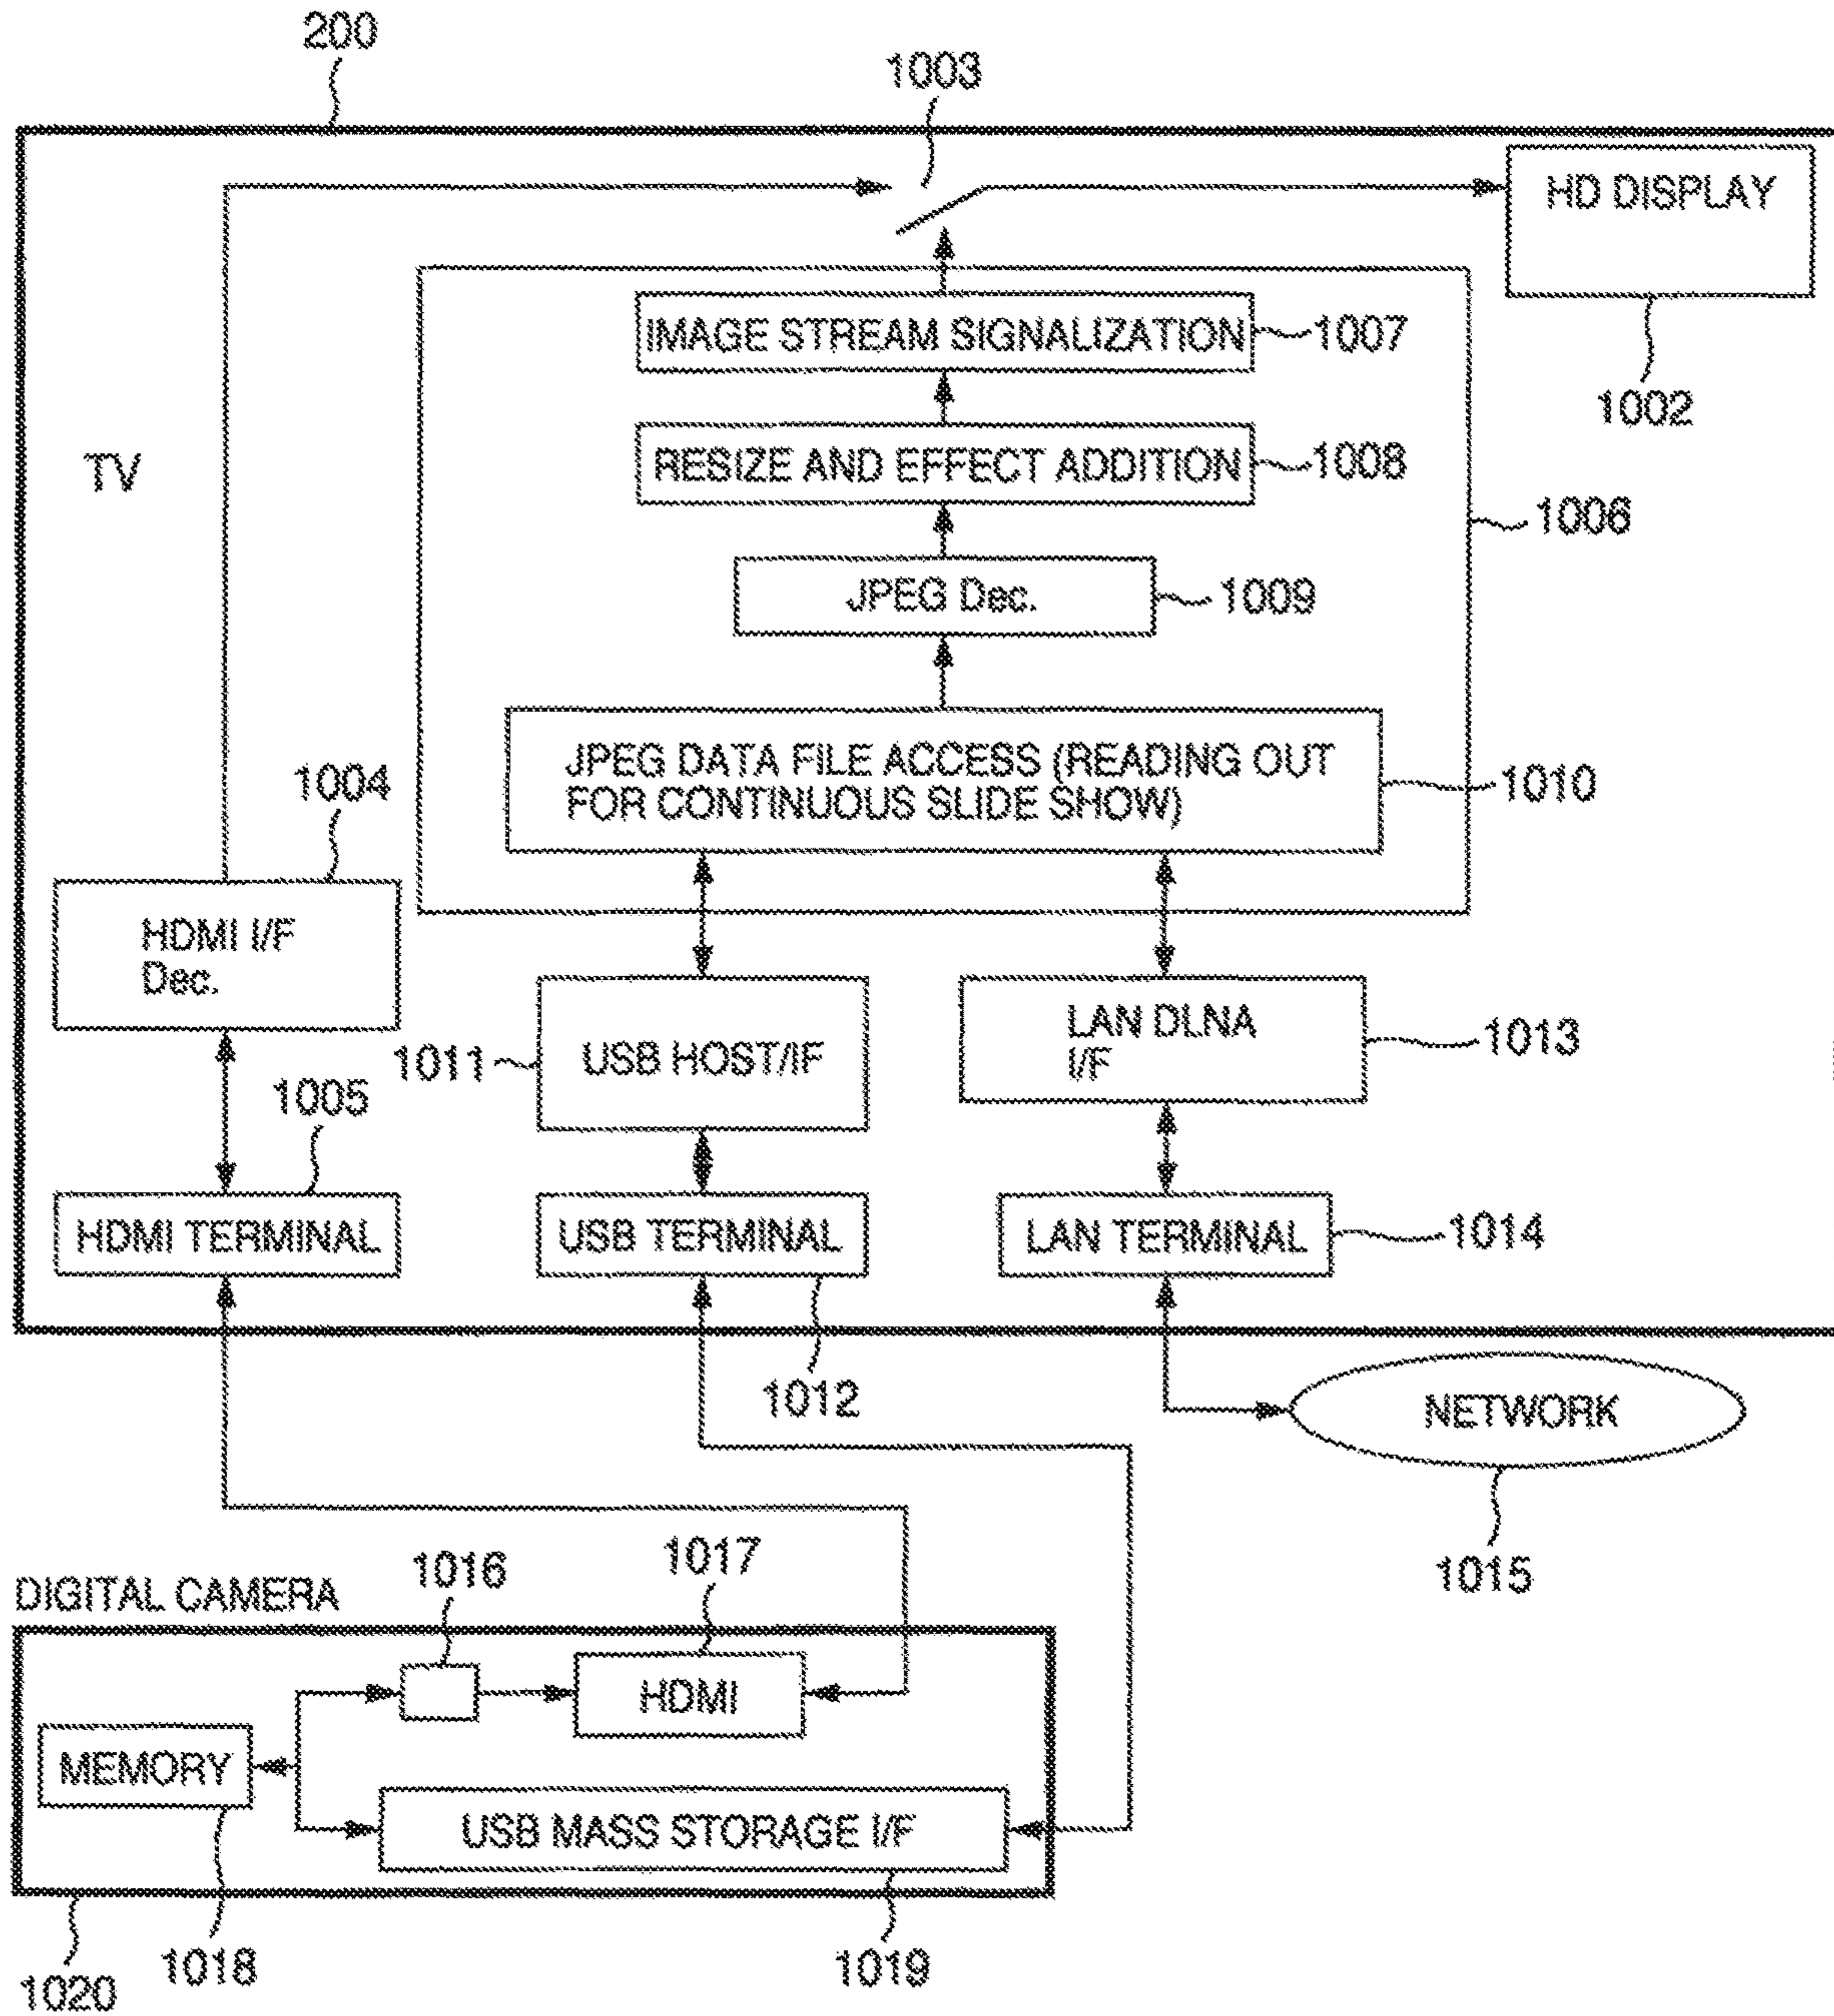 200
1003
HD DISPLAY
1002
TV
IMAGE STREAM SIGNALIZATION
1007
RESIZE AND EFFECT ADDITION
1008
1006
JPEG Dec.
1009
JPEG DATA FILE ACCESS (READING OUT
FOR CONTINUOUS SLIDE SHOW)
1010
1004
HDMI I/F
Dec.
1011
USB HOST/IF
LAN DLNA
I/F
1013
1005
HDMI TERMINAL
USB TERMINAL
LAN TERMINAL
1014
1012
NETWORK
1015
DIGITAL CAMERA
1016
1017
HDMI
MEMORY
USB MASS STORAGE I/F
1018
1019
1020